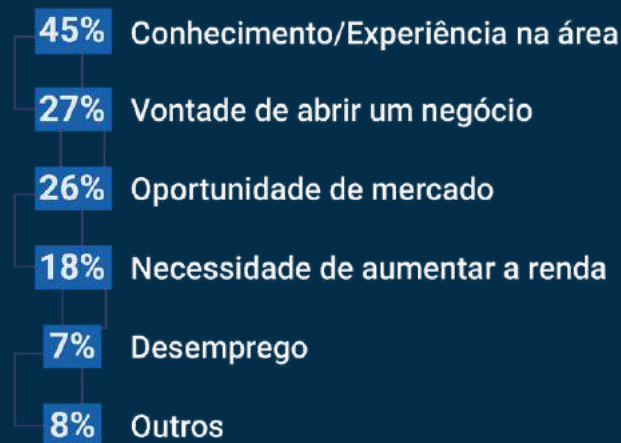 45% Conhecimento/Experiência na área
27% Vontade de abrir um negócio
26% Oportunidade de mercado
18% Necessidade de aumentar a renda
7% Desemprego
8% Outros